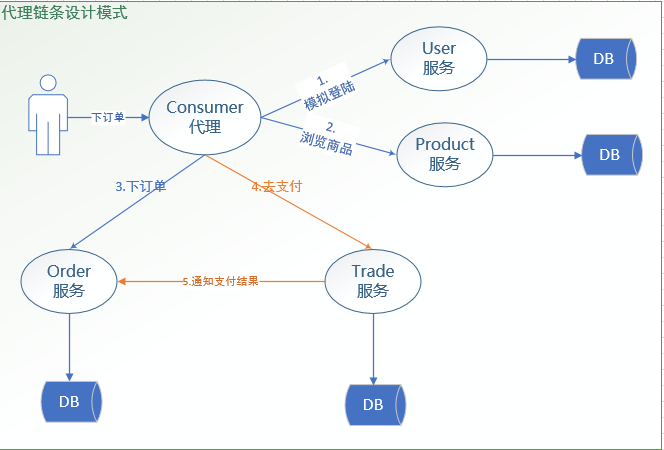 代理链条设计模式
User
服务
DB
Consumer
代理
下订单
1.
模拟登陆
2.
浏览商品
Product
服务
DB
3.下订单
4.去支付
Order
服务
5.通知支付结果
Trade
服务
DB
DB